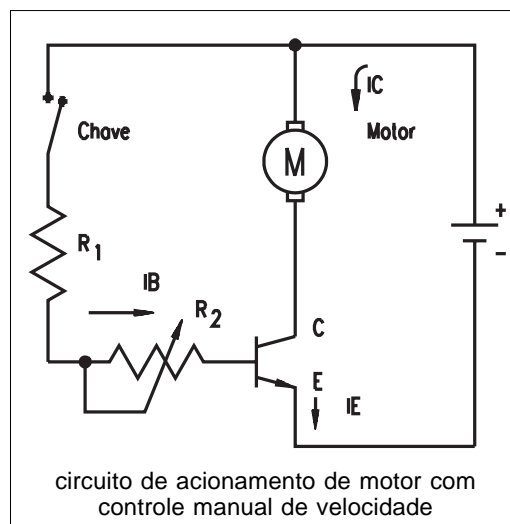 IC
Chave
Motor
M
+
-
R1
IB
R2
C
E
IE
circuito de acionamento de motor com
controle manual de velocidade